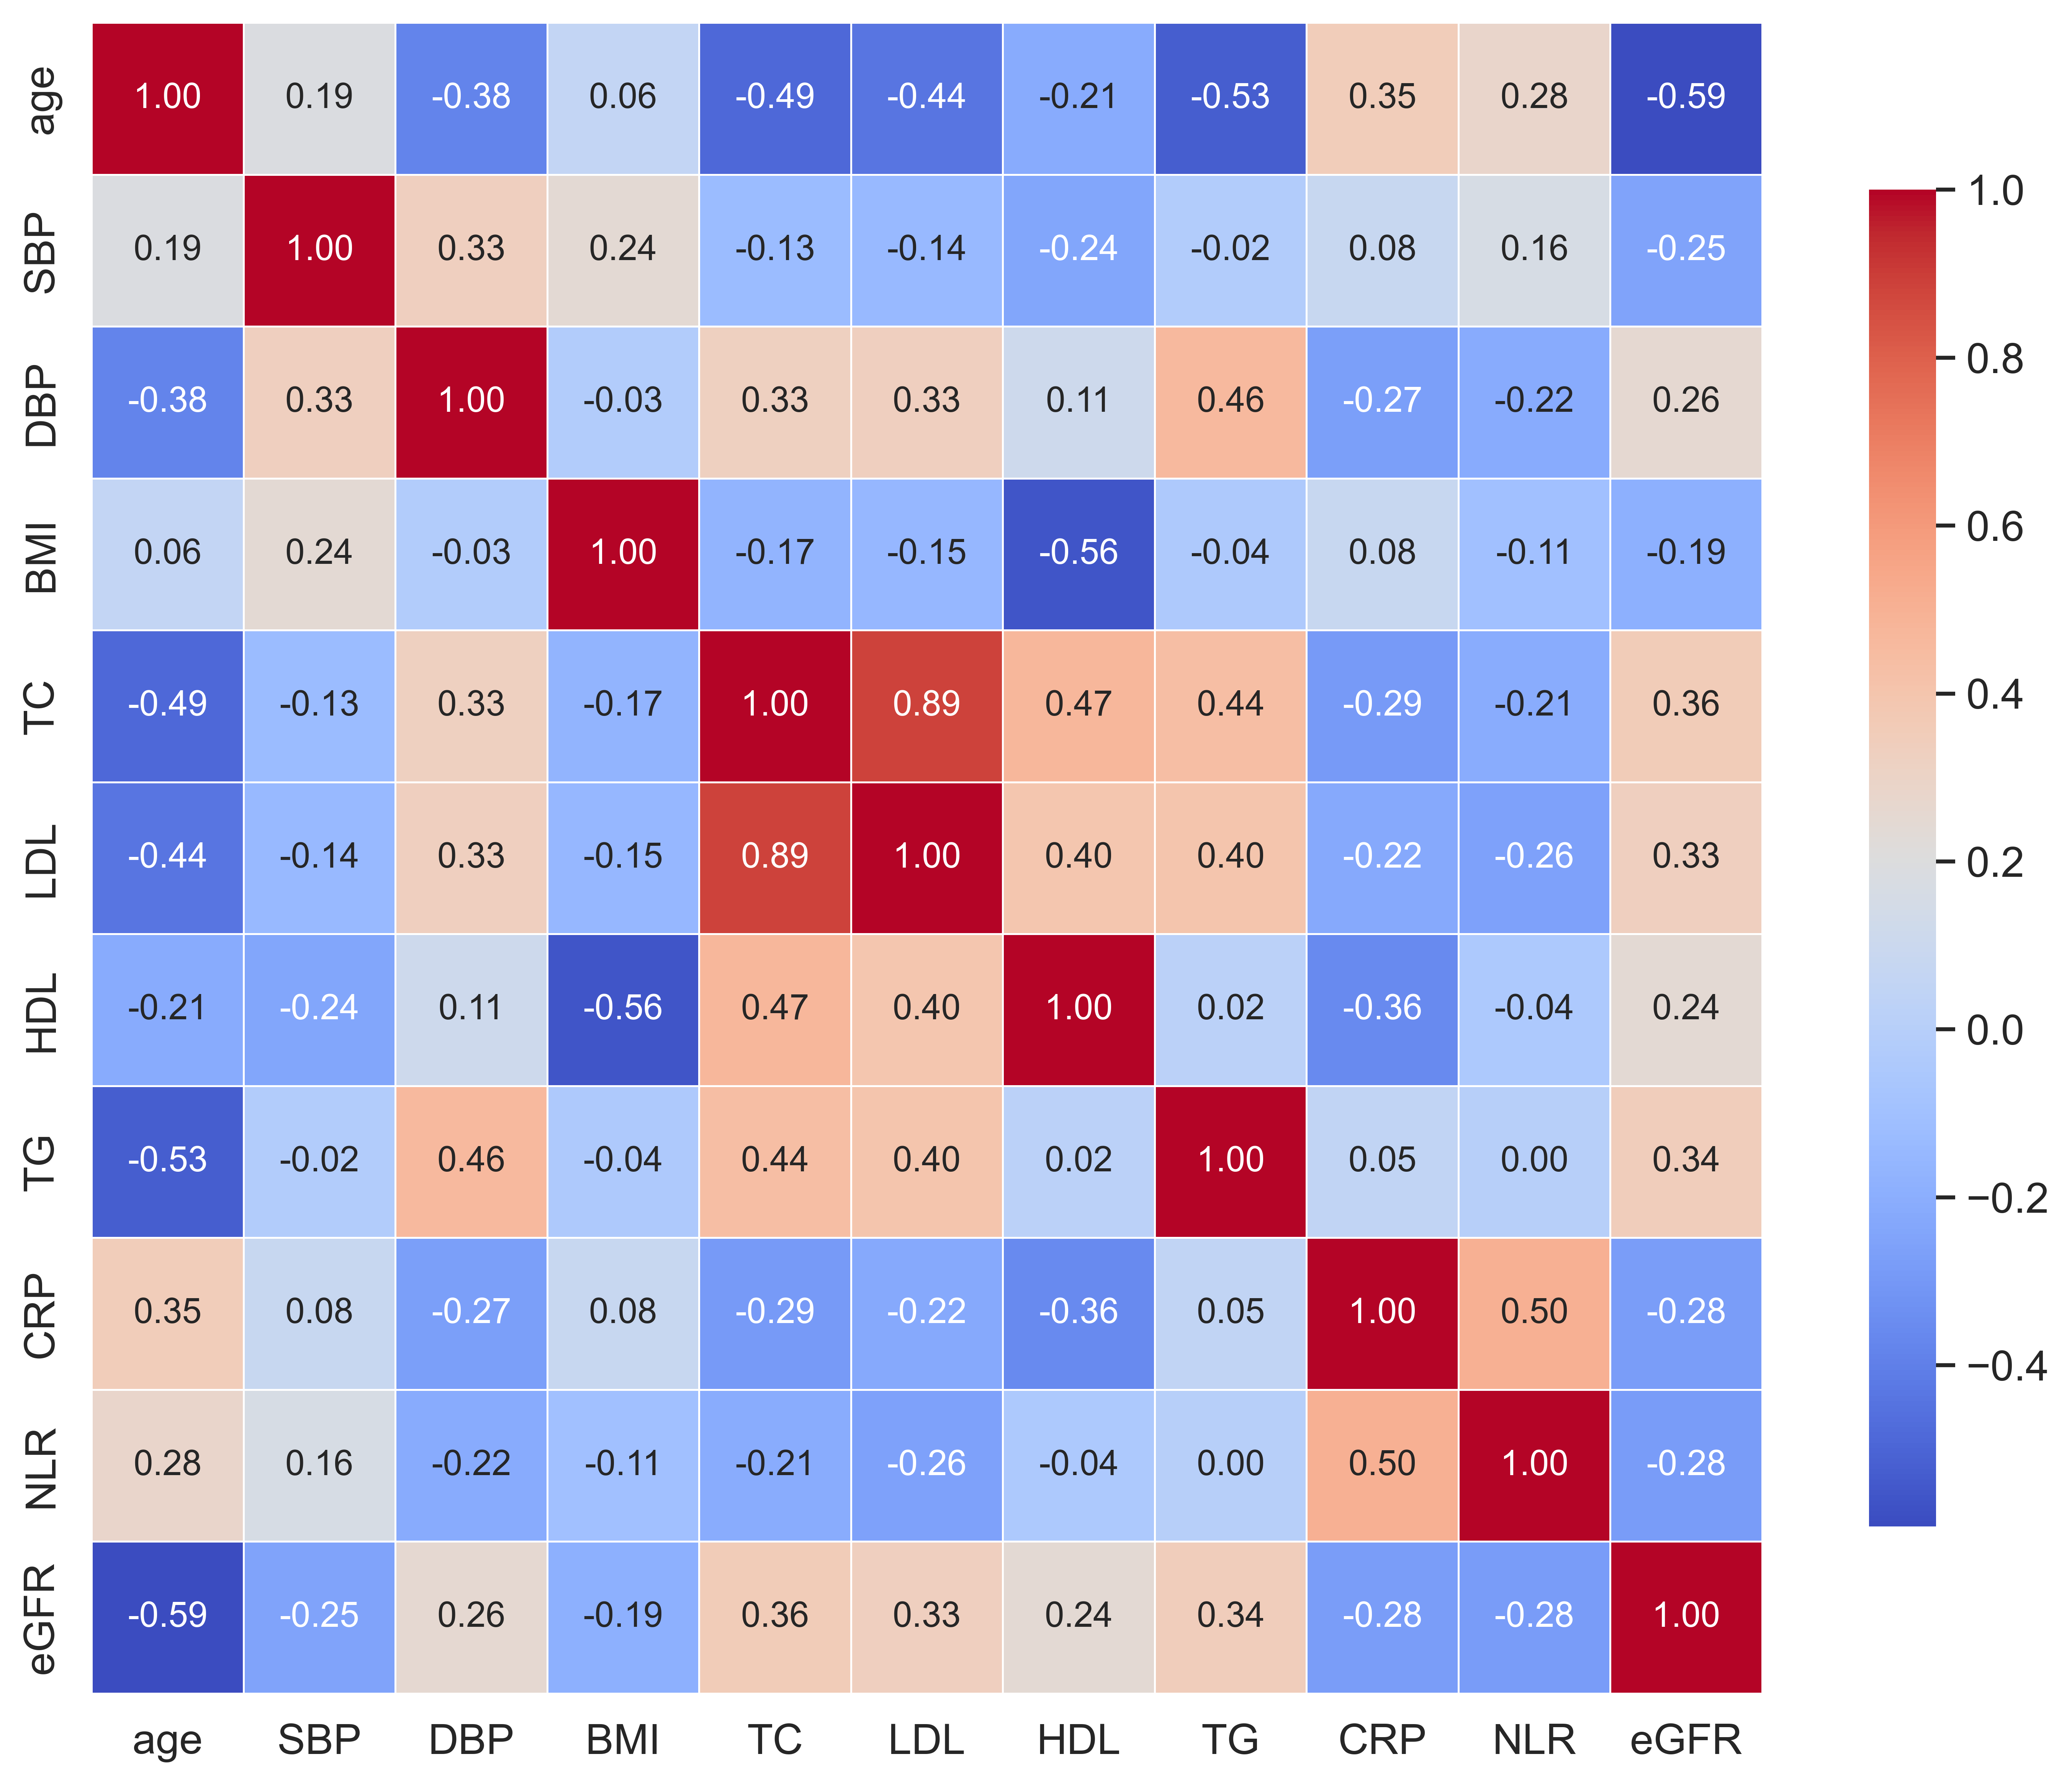 age 1.00 0.19 -0.38 0.06 -0.49 -0.44 -0.21 -0.53 0.35 0.28 -0.59
SBP 0.19 1.00 0.33 0.24 -0.13 -0.14 -0.24 -0.02 0.08 0.16 -0.25
DBP -0.38 0.33 1.00 -0.03 0.33 0.33 0.11 0.46 -0.27 -0.22 0.26
BMI 0.06 0.24 -0.03 1.00 -0.17 -0.15 -0.56 -0.04 0.08 -0.11 -0.19
TC -0.49 -0.13 0.33 -0.17 1.00 0.89 0.47 0.44 -0.29 -0.21 0.36
LDL -0.44 -0.14 0.33 -0.15 0.89 1.00 0.40 0.40 -0.22 -0.26 0.33
HDL -0.21 -0.24 0.11 -0.56 0.47 0.40 1.00 0.02 -0.36 -0.04 0.24
TG -0.53 -0.02 0.46 -0.04 0.44 0.40 0.02 1.00 0.05 0.00 0.34
CRP 0.35 0.08 -0.27 0.08 -0.29 -0.22 -0.36 0.05 1.00 0.50 -0.28
NLR 0.28 0.16 -0.22 -0.11 -0.21 -0.26 -0.04 0.00 0.50 1.00 -0.28
eGFR -0.59 -0.25 0.26 -0.19 0.36 0.33 0.24 0.34 -0.28 -0.28 1.00
age SBP DBP BMI TC LDL HDL TG CRP NLR eGFR
1.0
0.8
0.6
0.4
0.2
0.0
−0.2
−0.4